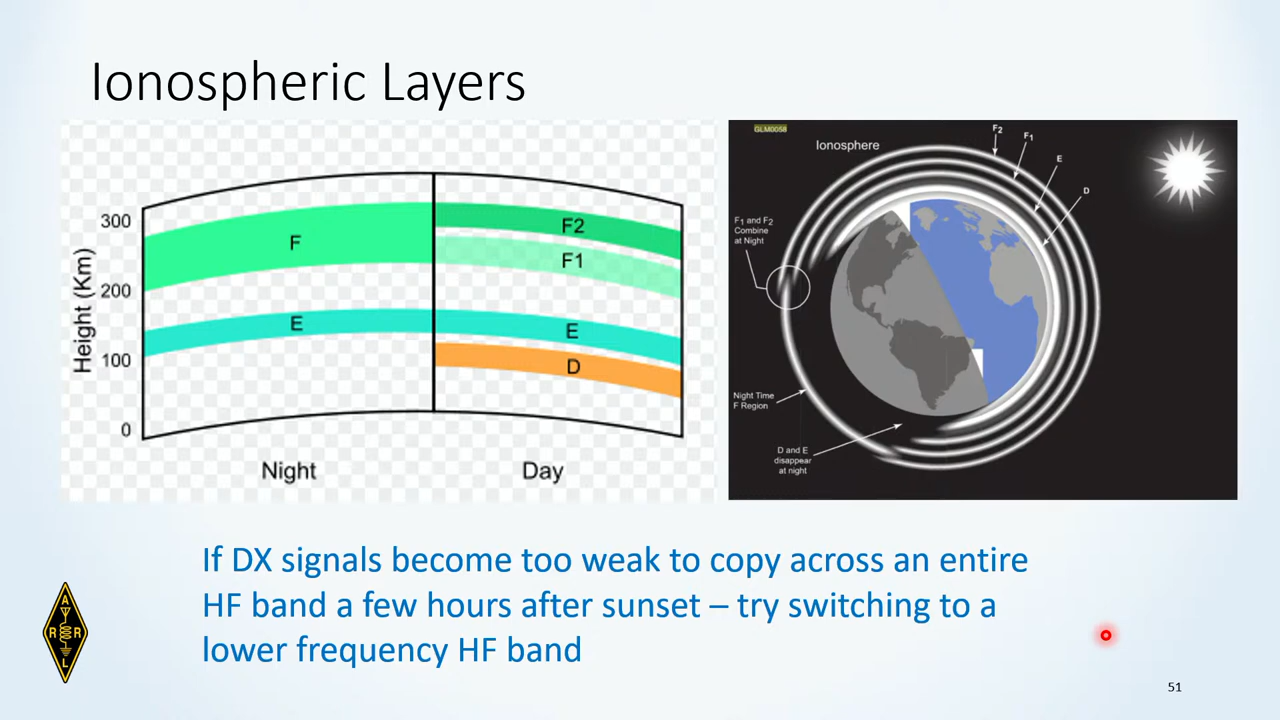 Ionospheric Layers
300
200
100
0
Height (Km)
F
E
F2
F1
E
D
Night
Day
GLM0058
Ionosphere
F2
F1
E
D
F1 and F2
Combine
at Night
Night Time
F Region
D and E
disappear
at night
If DX signals become too weak to copy across an entire
HF band a few hours after sunset – try switching to a
lower frequency HF band
A
R R
L
51